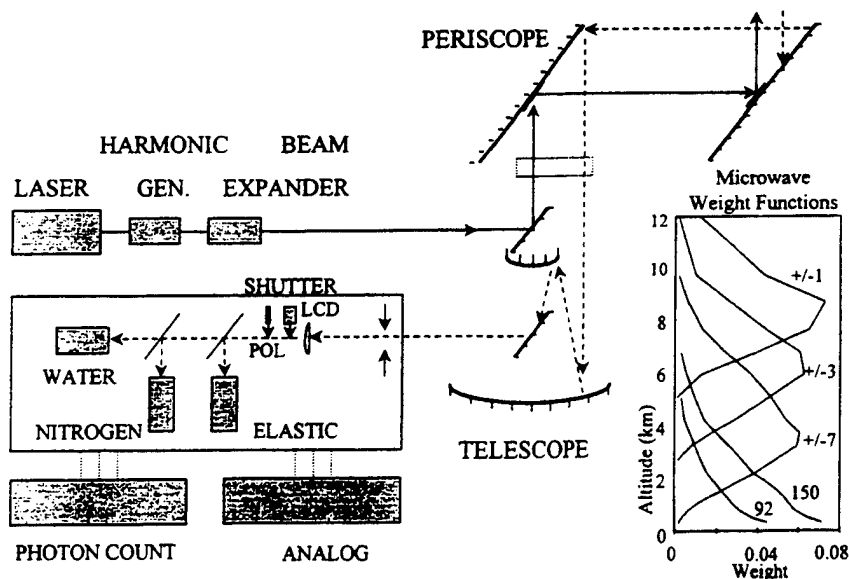 PERISCOPE
HARMONIC BEAM
LASER GEN. EXPANDER
SHUTTER
LCD
POL
WATER
NITROGEN ELASTIC
PHOTON COUNT ANALOG
TELESCOPE
Microwave
Weight Functions
12
10
8
6
4
2
0
Altitude (km)
+/-1
+/-3
+/-7
150
92
0 0.04 0.08
Weight